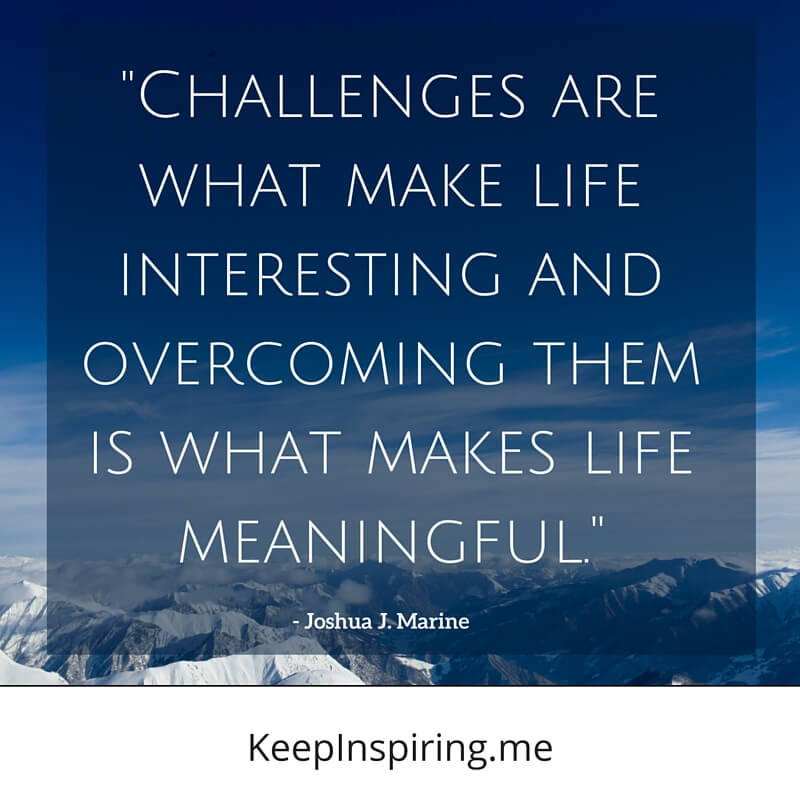 "Challenges are
what make life
interesting and
overcoming them
is what makes life
meaningful."
- Joshua J. Marine
KeepInspiring.me